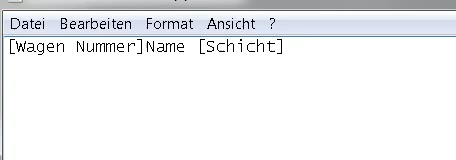 Datei Bearbeiten Format Ansicht ?
[Wagen Nummer]Name [Schicht]